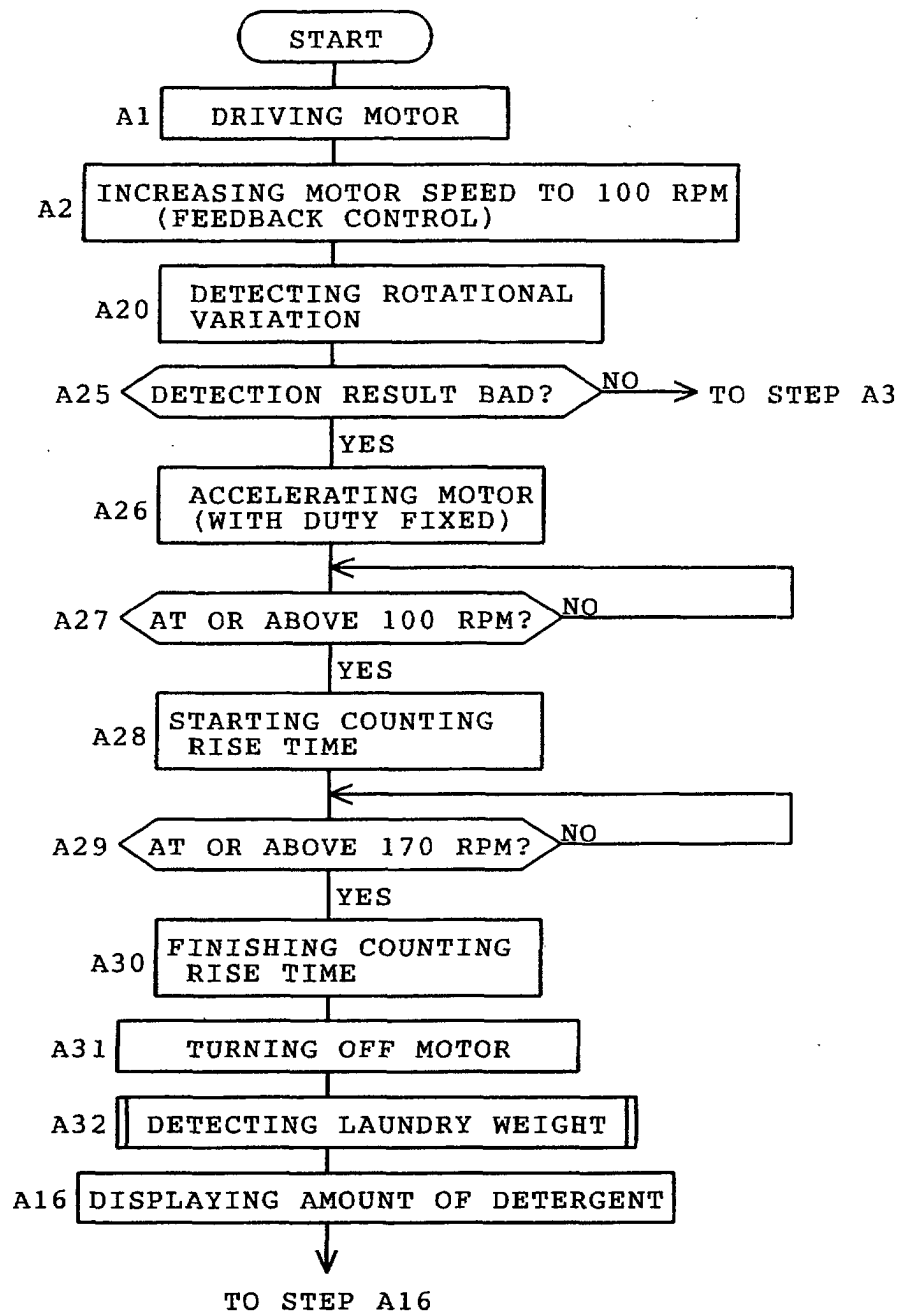 START
A1 DRIVING MOTOR
A2 INCREASING MOTOR SPEED TO 100 RPM
(FEEDBACK CONTROL)
A20 DETECTING ROTATIONAL
VARIATION
A25 DETECTION RESULT BAD? NO TO STEP A3
YES
A26 ACCELERATING MOTOR
(WITH DUTY FIXED)
A27 AT OR ABOVE 100 RPM? NO
YES
A28 STARTING COUNTING
RISE TIME
A29 AT OR ABOVE 170 RPM? NO
YES
A30 FINISHING COUNTING
RISE TIME
A31 TURNING OFF MOTOR
A32 DETECTING LAUNDRY WEIGHT
A16 DISPLAYING AMOUNT OF DETERGENT
TO STEP A16